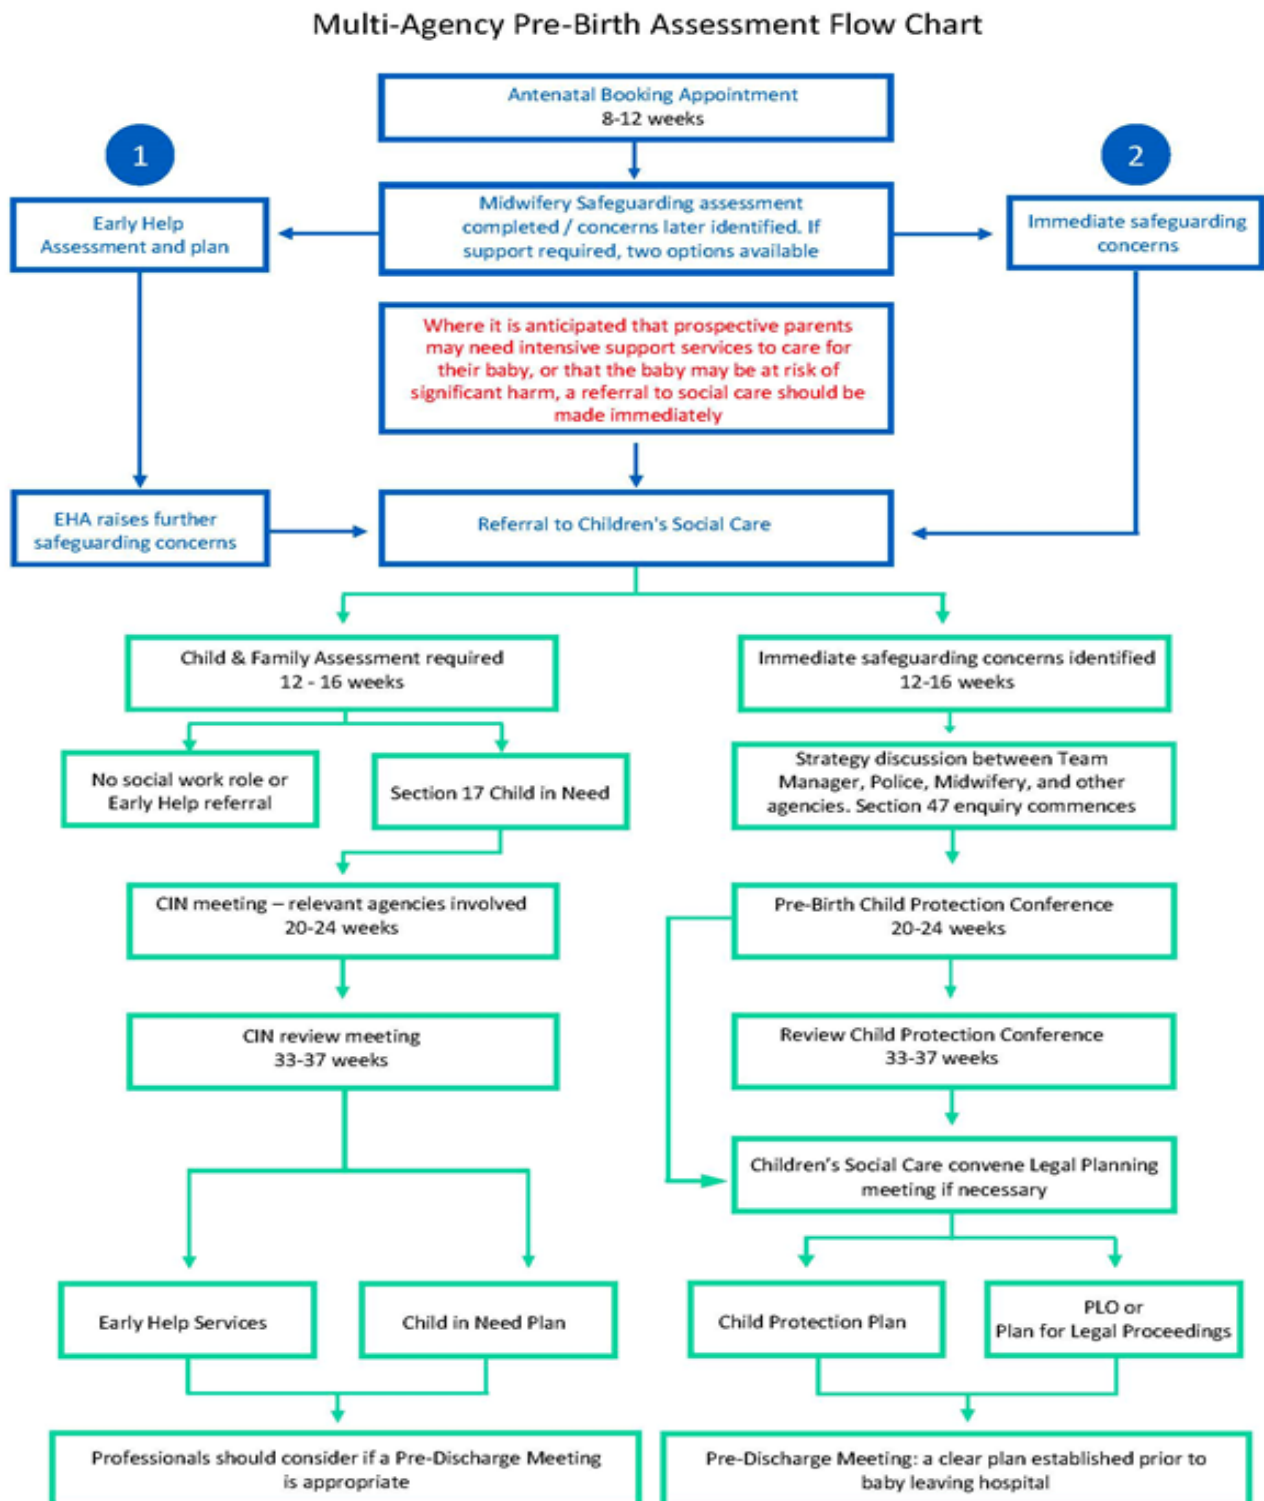 Multi-Agency Pre-Birth Assessment Flow Chart
Antenatal Booking Appointment
8-12 weeks
1
2
Early Help
Assessment and plan
Midwifery Safeguarding assessment
completed / concerns later identified. If
support required, two options available
Immediate safeguarding
concerns
Where it is anticipated that prospective parents
may need intensive support services to care for
their baby, or that the baby may be at risk of
significant harm, a referral to social care should be
made immediately
EHA raises further
safeguarding concerns
Referral to Children's Social Care
Child & Family Assessment required
12 - 16 weeks
Immediate safeguarding concerns identified
12-16 weeks
No social work role or
Early Help referral
Section 17 Child in Need
Strategy discussion between Team
Manager, Police, Midwifery, and other
agencies. Section 47 enquiry commences
CIN meeting – relevant agencies involved
20-24 weeks
Pre-Birth Child Protection Conference
20-24 weeks
CIN review meeting
33-37 weeks
Review Child Protection Conference
33-37 weeks
Children’s Social Care convene Legal Planning
meeting if necessary
Early Help Services
Child in Need Plan
Child Protection Plan
PLO or
Plan for Legal Proceedings
Professionals should consider if a Pre-Discharge Meeting
is appropriate
Pre-Discharge Meeting: a clear plan established prior to
baby leaving hospital